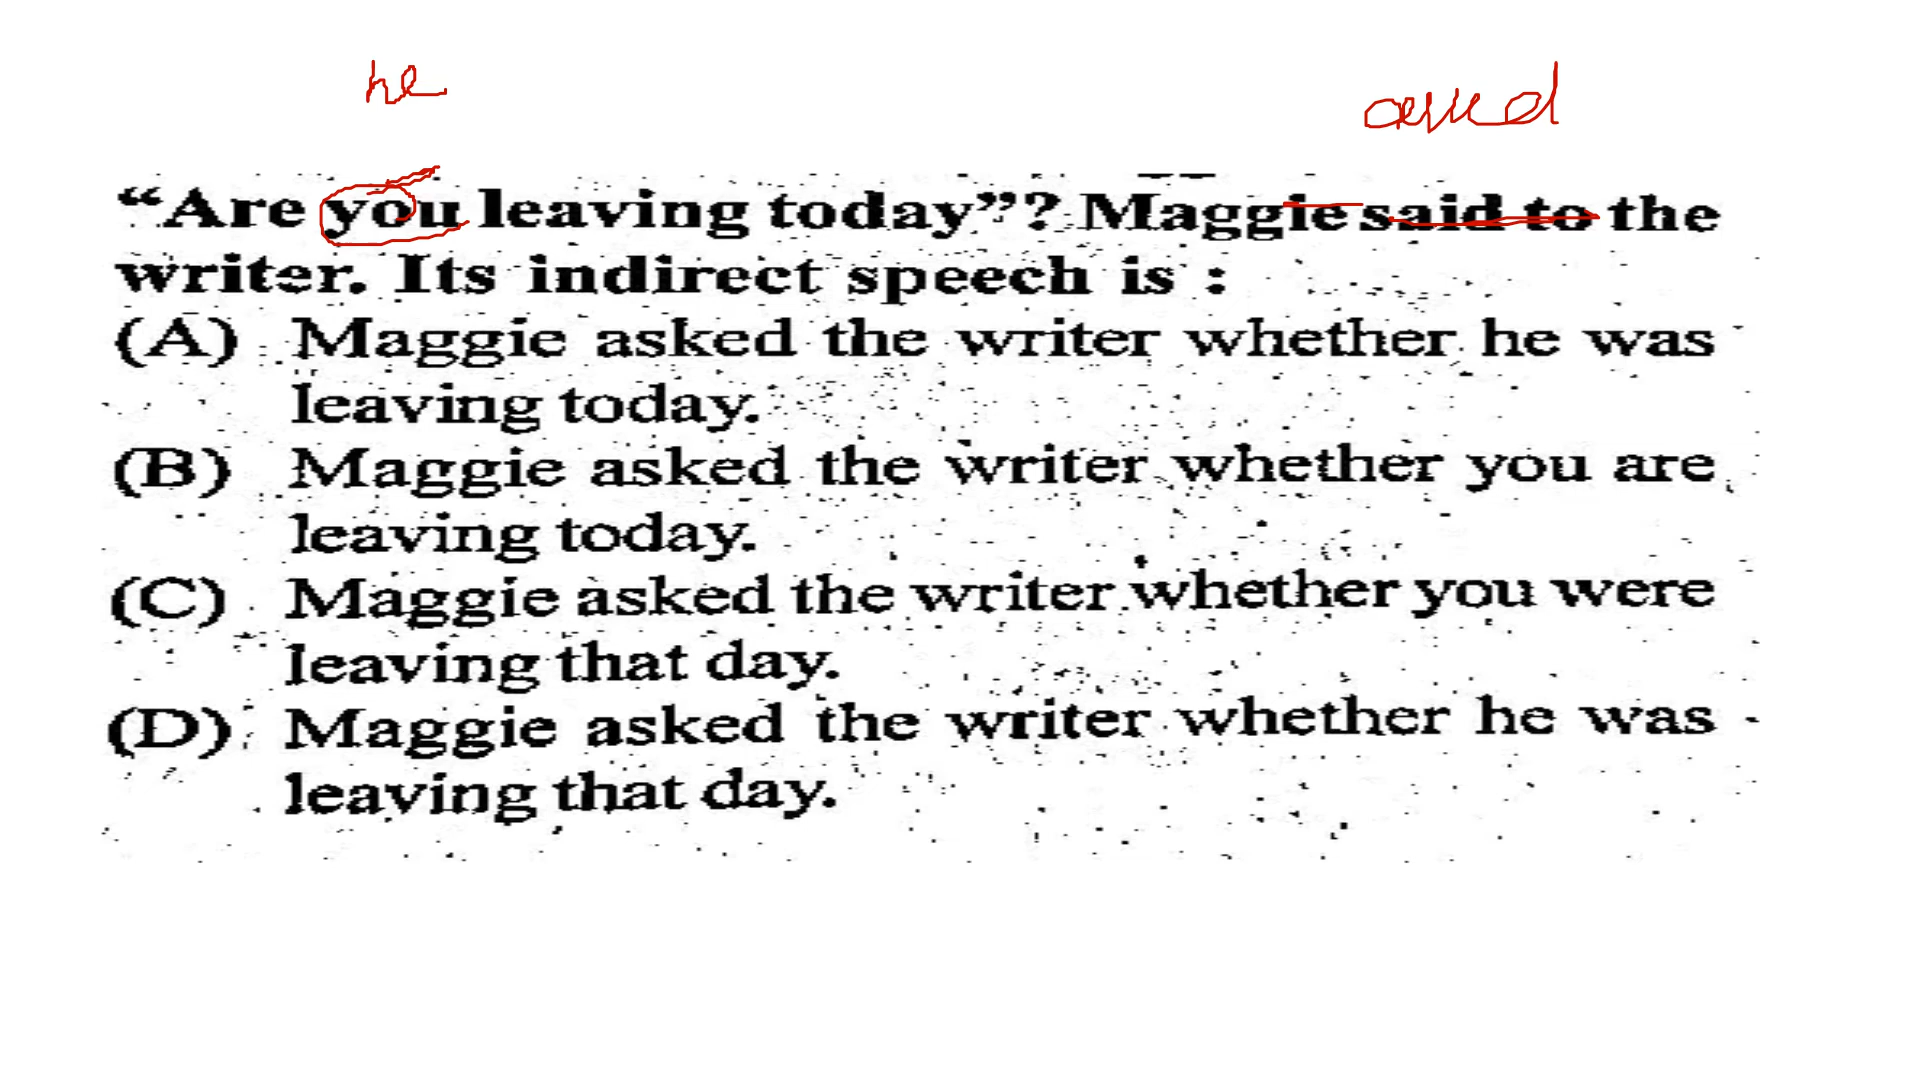 he
asked
“Are you leaving today”? Maggie said to the
writer. Its indirect speech is :
(A) Maggie asked the writer whether he was
leaving today.
(B) Maggie asked the writer whether you are
leaving today.
(C) Maggie asked the writer whether you were
leaving that day.
(D) Maggie asked the writer whether he was
leaving that day.